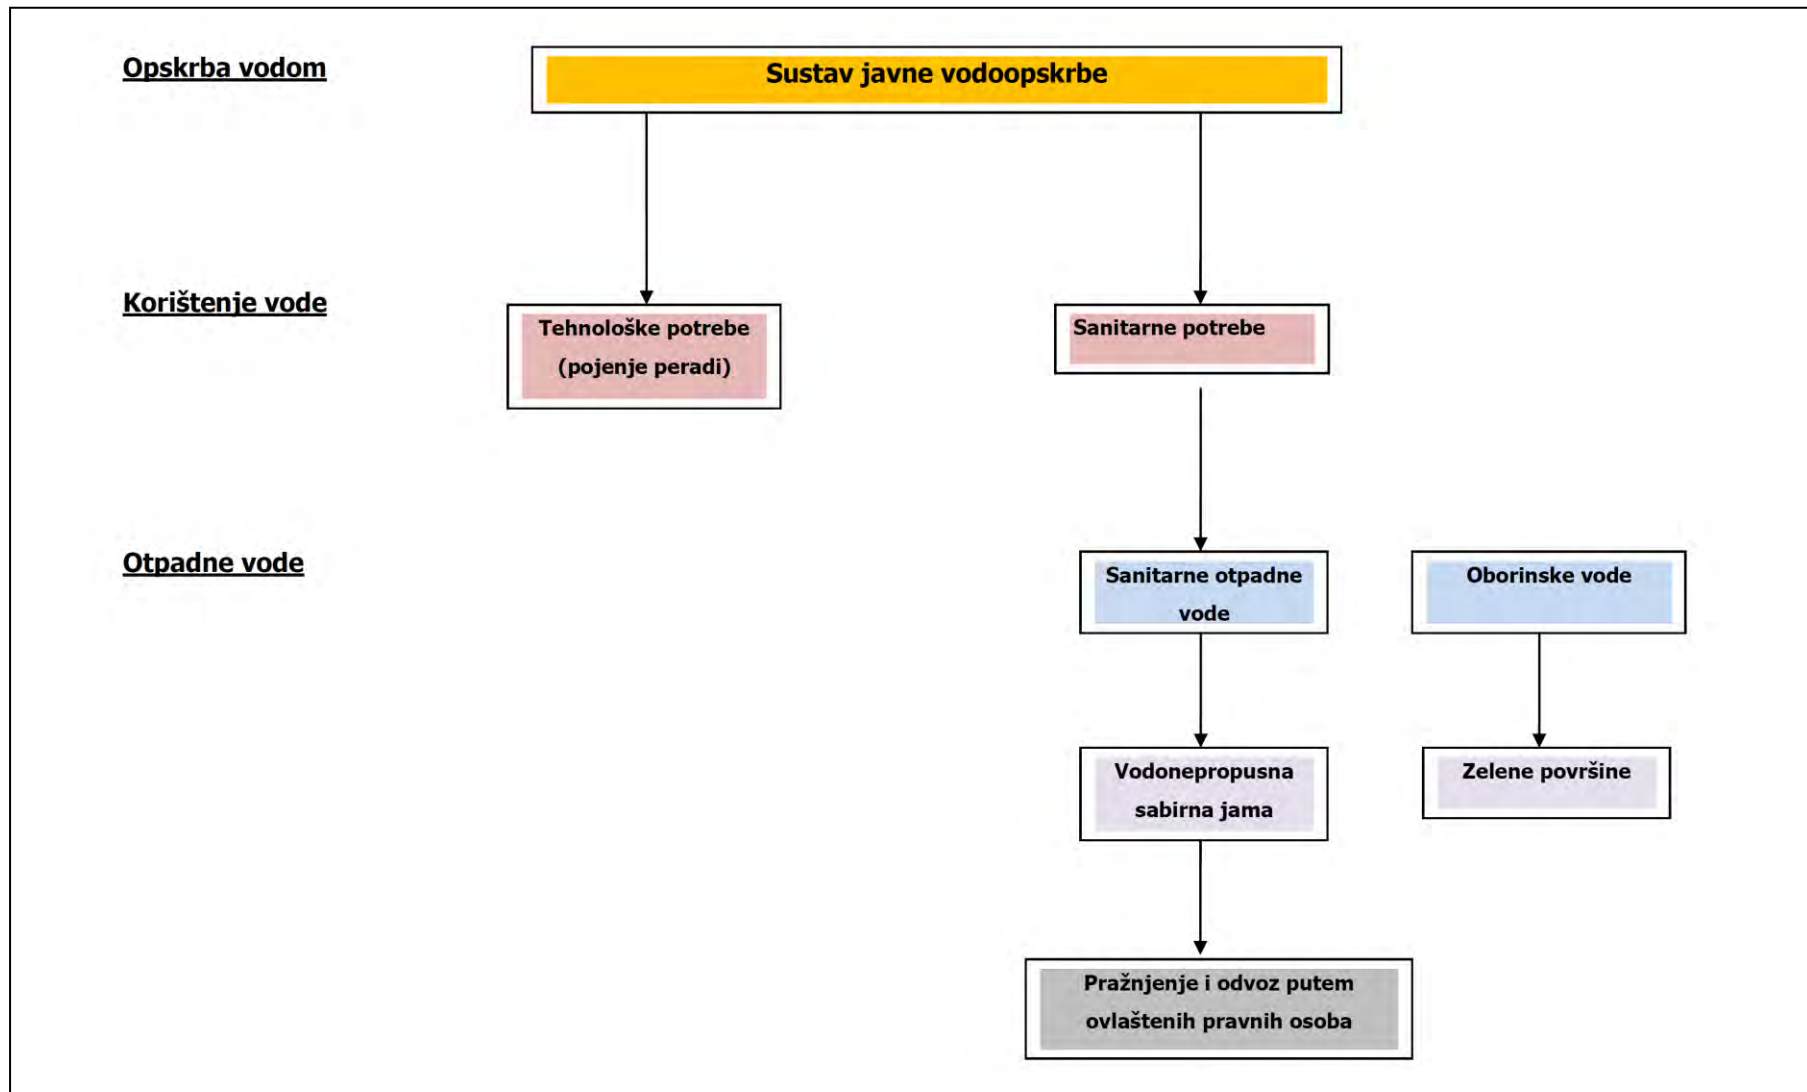 Opskrba vodom
Sustav javne vodoopskrbe
Korištenje vode
Tehnološke potrebe
(pojenje peradi)
Sanitarne potrebe
Otpadne vode
Sanitarne otpadne
vode
Oborinske vode
Vodonepropusna
sabirna jama
Zelene površine
Pražnjenje i odvoz putem
ovlaštenih pravnih osoba